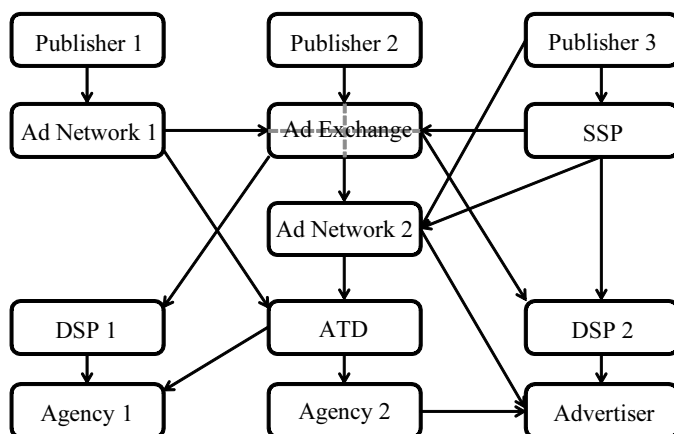 Publisher 1
Publisher 2
Publisher 3
Ad Network 1
Ad Exchange
SSP
Ad Network 2
DSP 1
ATD
DSP 2
Agency 1
Agency 2
Advertiser